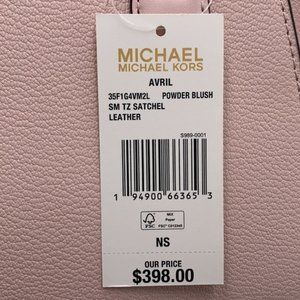 MICHAEL
MICHAEL KORS
AVRIL
35F1G4VM2L POWDER BLUSH
SM TZ SATCHEL
LEATHER
S989-0001
1 94900 66365 3
FSC
MIX
Paper
NS
OUR PRICE
$398.00